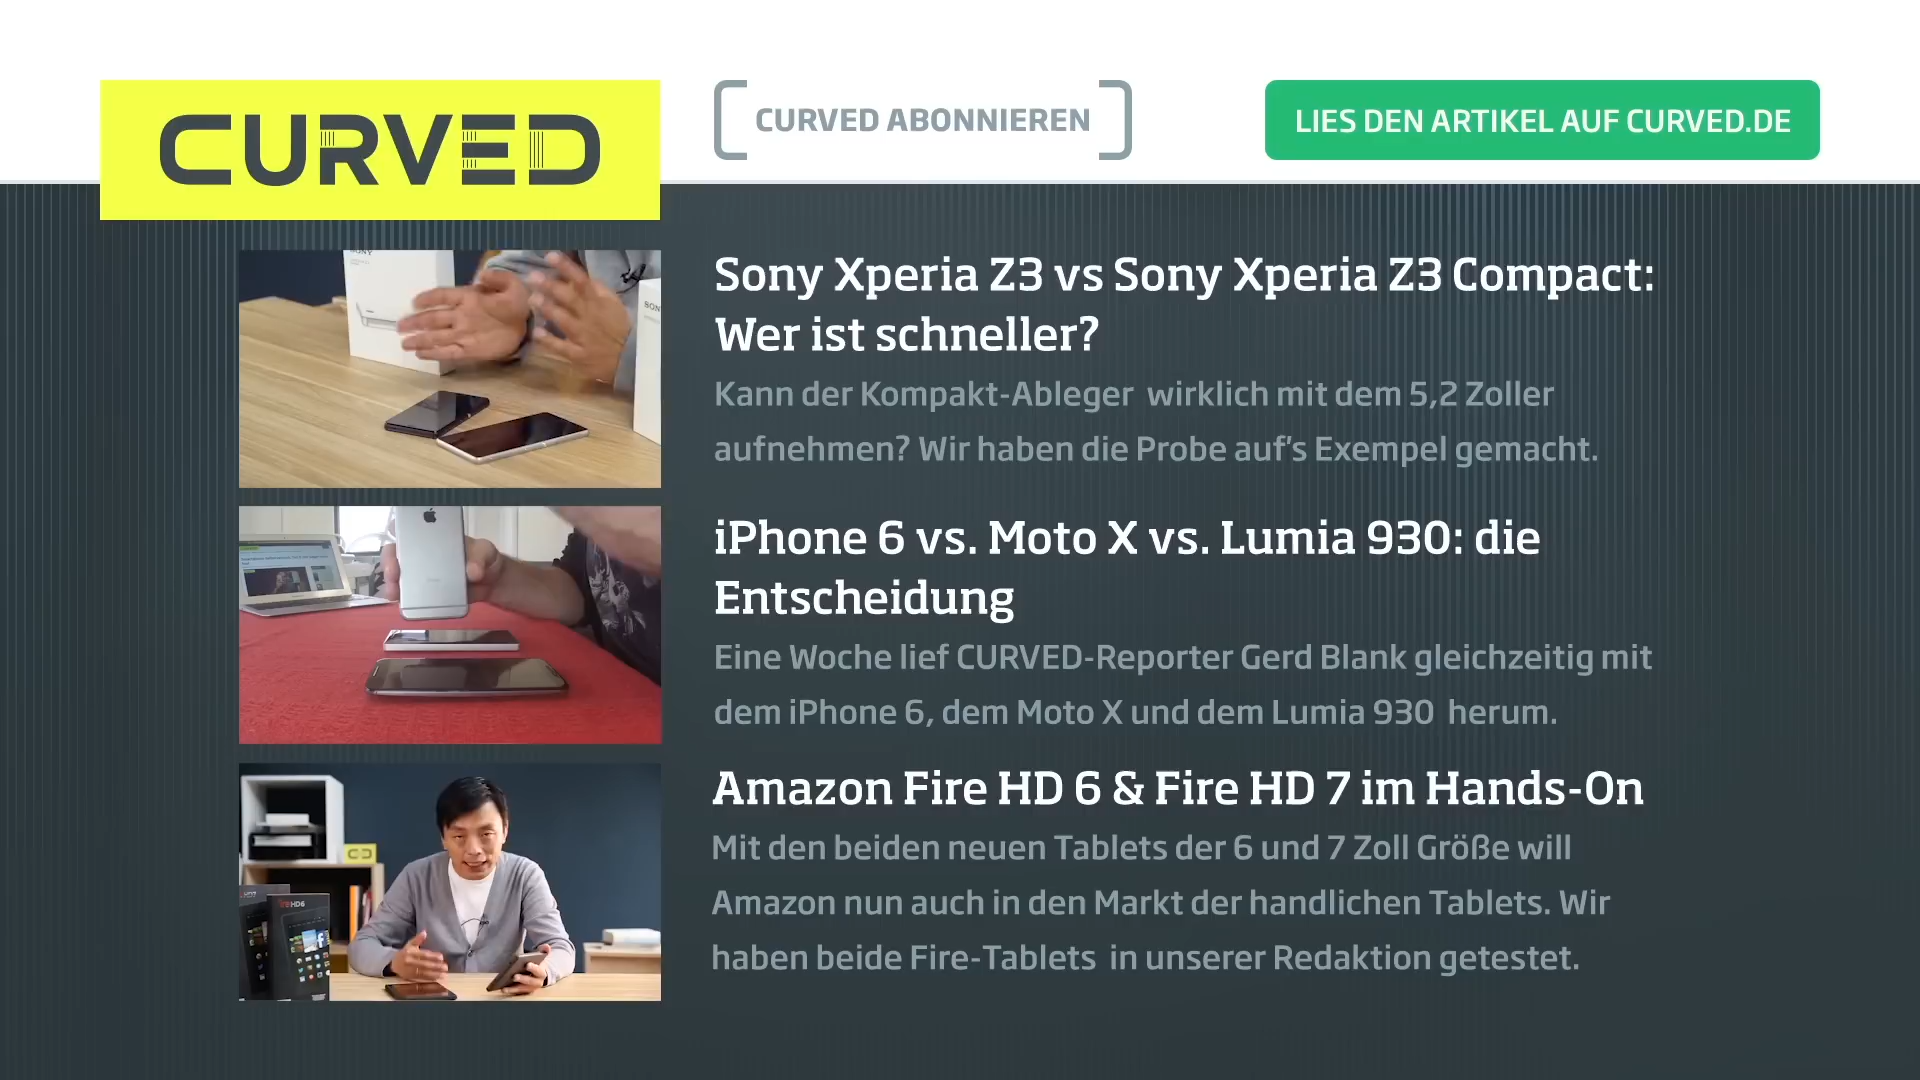 CURVED
CURVED ABONNIEREN
LIES DEN ARTIKEL AUF CURVED.DE
Sony Xperia Z3 vs Sony Xperia Z3 Compact:
Wer ist schneller?
Kann der Kompakt-Ableger wirklich mit dem 5,2 Zoller
aufnehmen? Wir haben die Probe auf's Exempel gemacht.
iPhone 6 vs. Moto X vs. Lumia 930: die
Entscheidung
Eine Woche lief CURVED-Reporter Gerd Blank gleichzeitig mit
dem iPhone 6, dem Moto X und dem Lumia 930 herum.
Amazon Fire HD 6 & Fire HD 7 im Hands-On
Mit den beiden neuen Tablets der 6 und 7 Zoll Größe will
Amazon nun auch in den Markt der handlichen Tablets. Wir
haben beide Fire-Tablets in unserer Redaktion getestet.